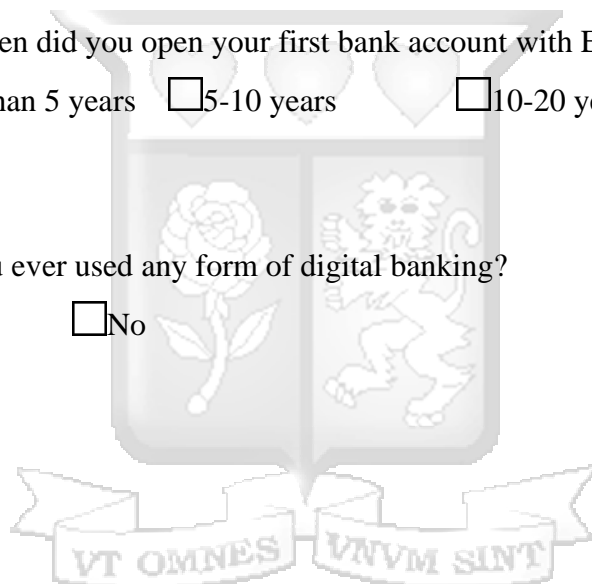 en did you open your first bank account with E
han 5 years ☐5-10 years ☐10-20 ye
u ever used any form of digital banking?
☐No
VT OMNES VNVM SINT